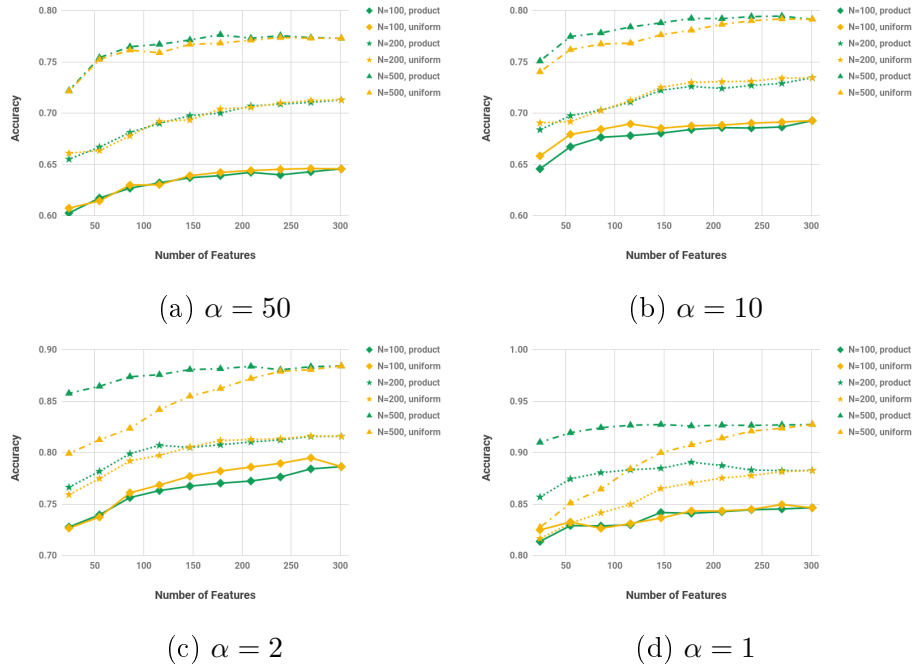 0.80
0.75
0.70
0.65
0.60
Accuracy
50
100
150
200
250
300
Number of Features
N=100, product
N=100, uniform
N=200, product
N=200, uniform
N=500, product
N=500, uniform
(a) α = 50
0.80
0.75
0.70
0.65
0.60
Accuracy
50
100
150
200
250
300
Number of Features
N=100, product
N=100, uniform
N=200, product
N=200, uniform
N=500, product
N=500, uniform
(b) α = 10
0.90
0.85
0.80
0.75
0.70
Accuracy
50
100
150
200
250
300
Number of Features
N=100, product
N=100, uniform
N=200, product
N=200, uniform
N=500, product
N=500, uniform
(c) α = 2
1.00
0.95
0.90
0.85
0.80
Accuracy
50
100
150
200
250
300
Number of Features
N=100, product
N=100, uniform
N=200, product
N=200, uniform
N=500, product
N=500, uniform
(d) α = 1